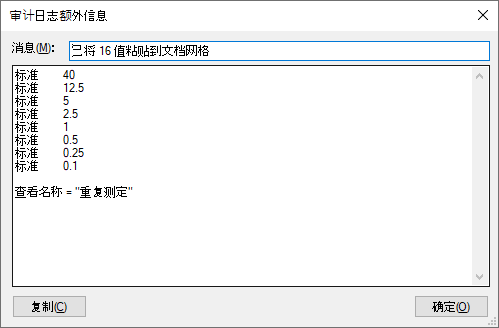 审计日志额外信息
消息(M):
已将 16 值粘贴到文档网格
标准 40
标准 12.5
标准 5
标准 2.5
标准 1
标准 0.5
标准 0.25
标准 0.1
查看名称 = "重复测定"
复制(C)
确定(O)